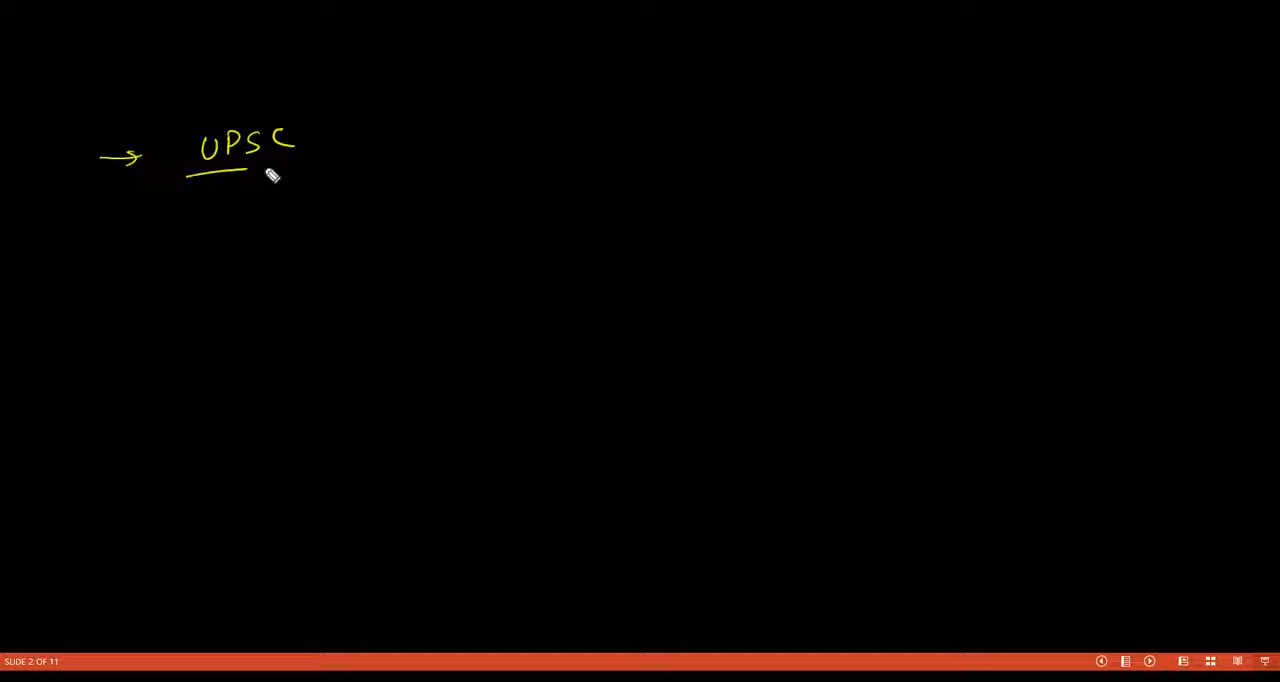 → UPSC
SLIDE 2 OF 11